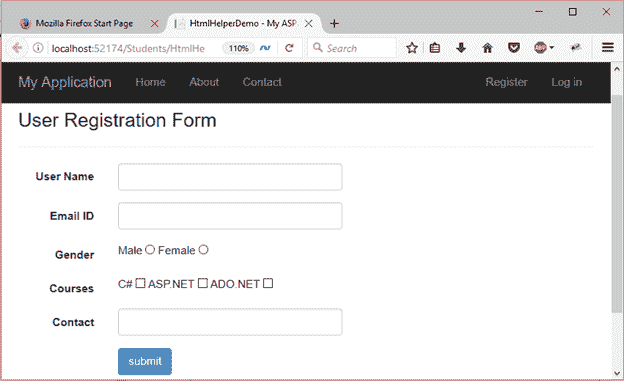 Mozilla Firefox Start Page
HtmlHelperDemo - My ASP
localhost:52174/Students/HtmlHe 110% Search
My Application Home About Contact Register Log in
User Registration Form
User Name
Email ID
Gender Male Female
Courses C# ASP.NET ADO.NET
Contact
submit